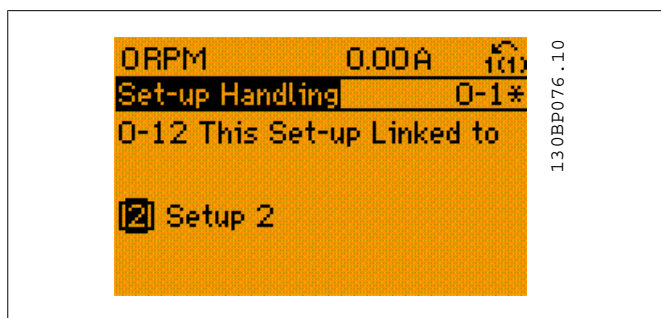 0RPM 0.00A 1(1)
Set-up Handling 0-1*
0-12 This Set-up Linked to
[2] Setup 2
130BP076.10